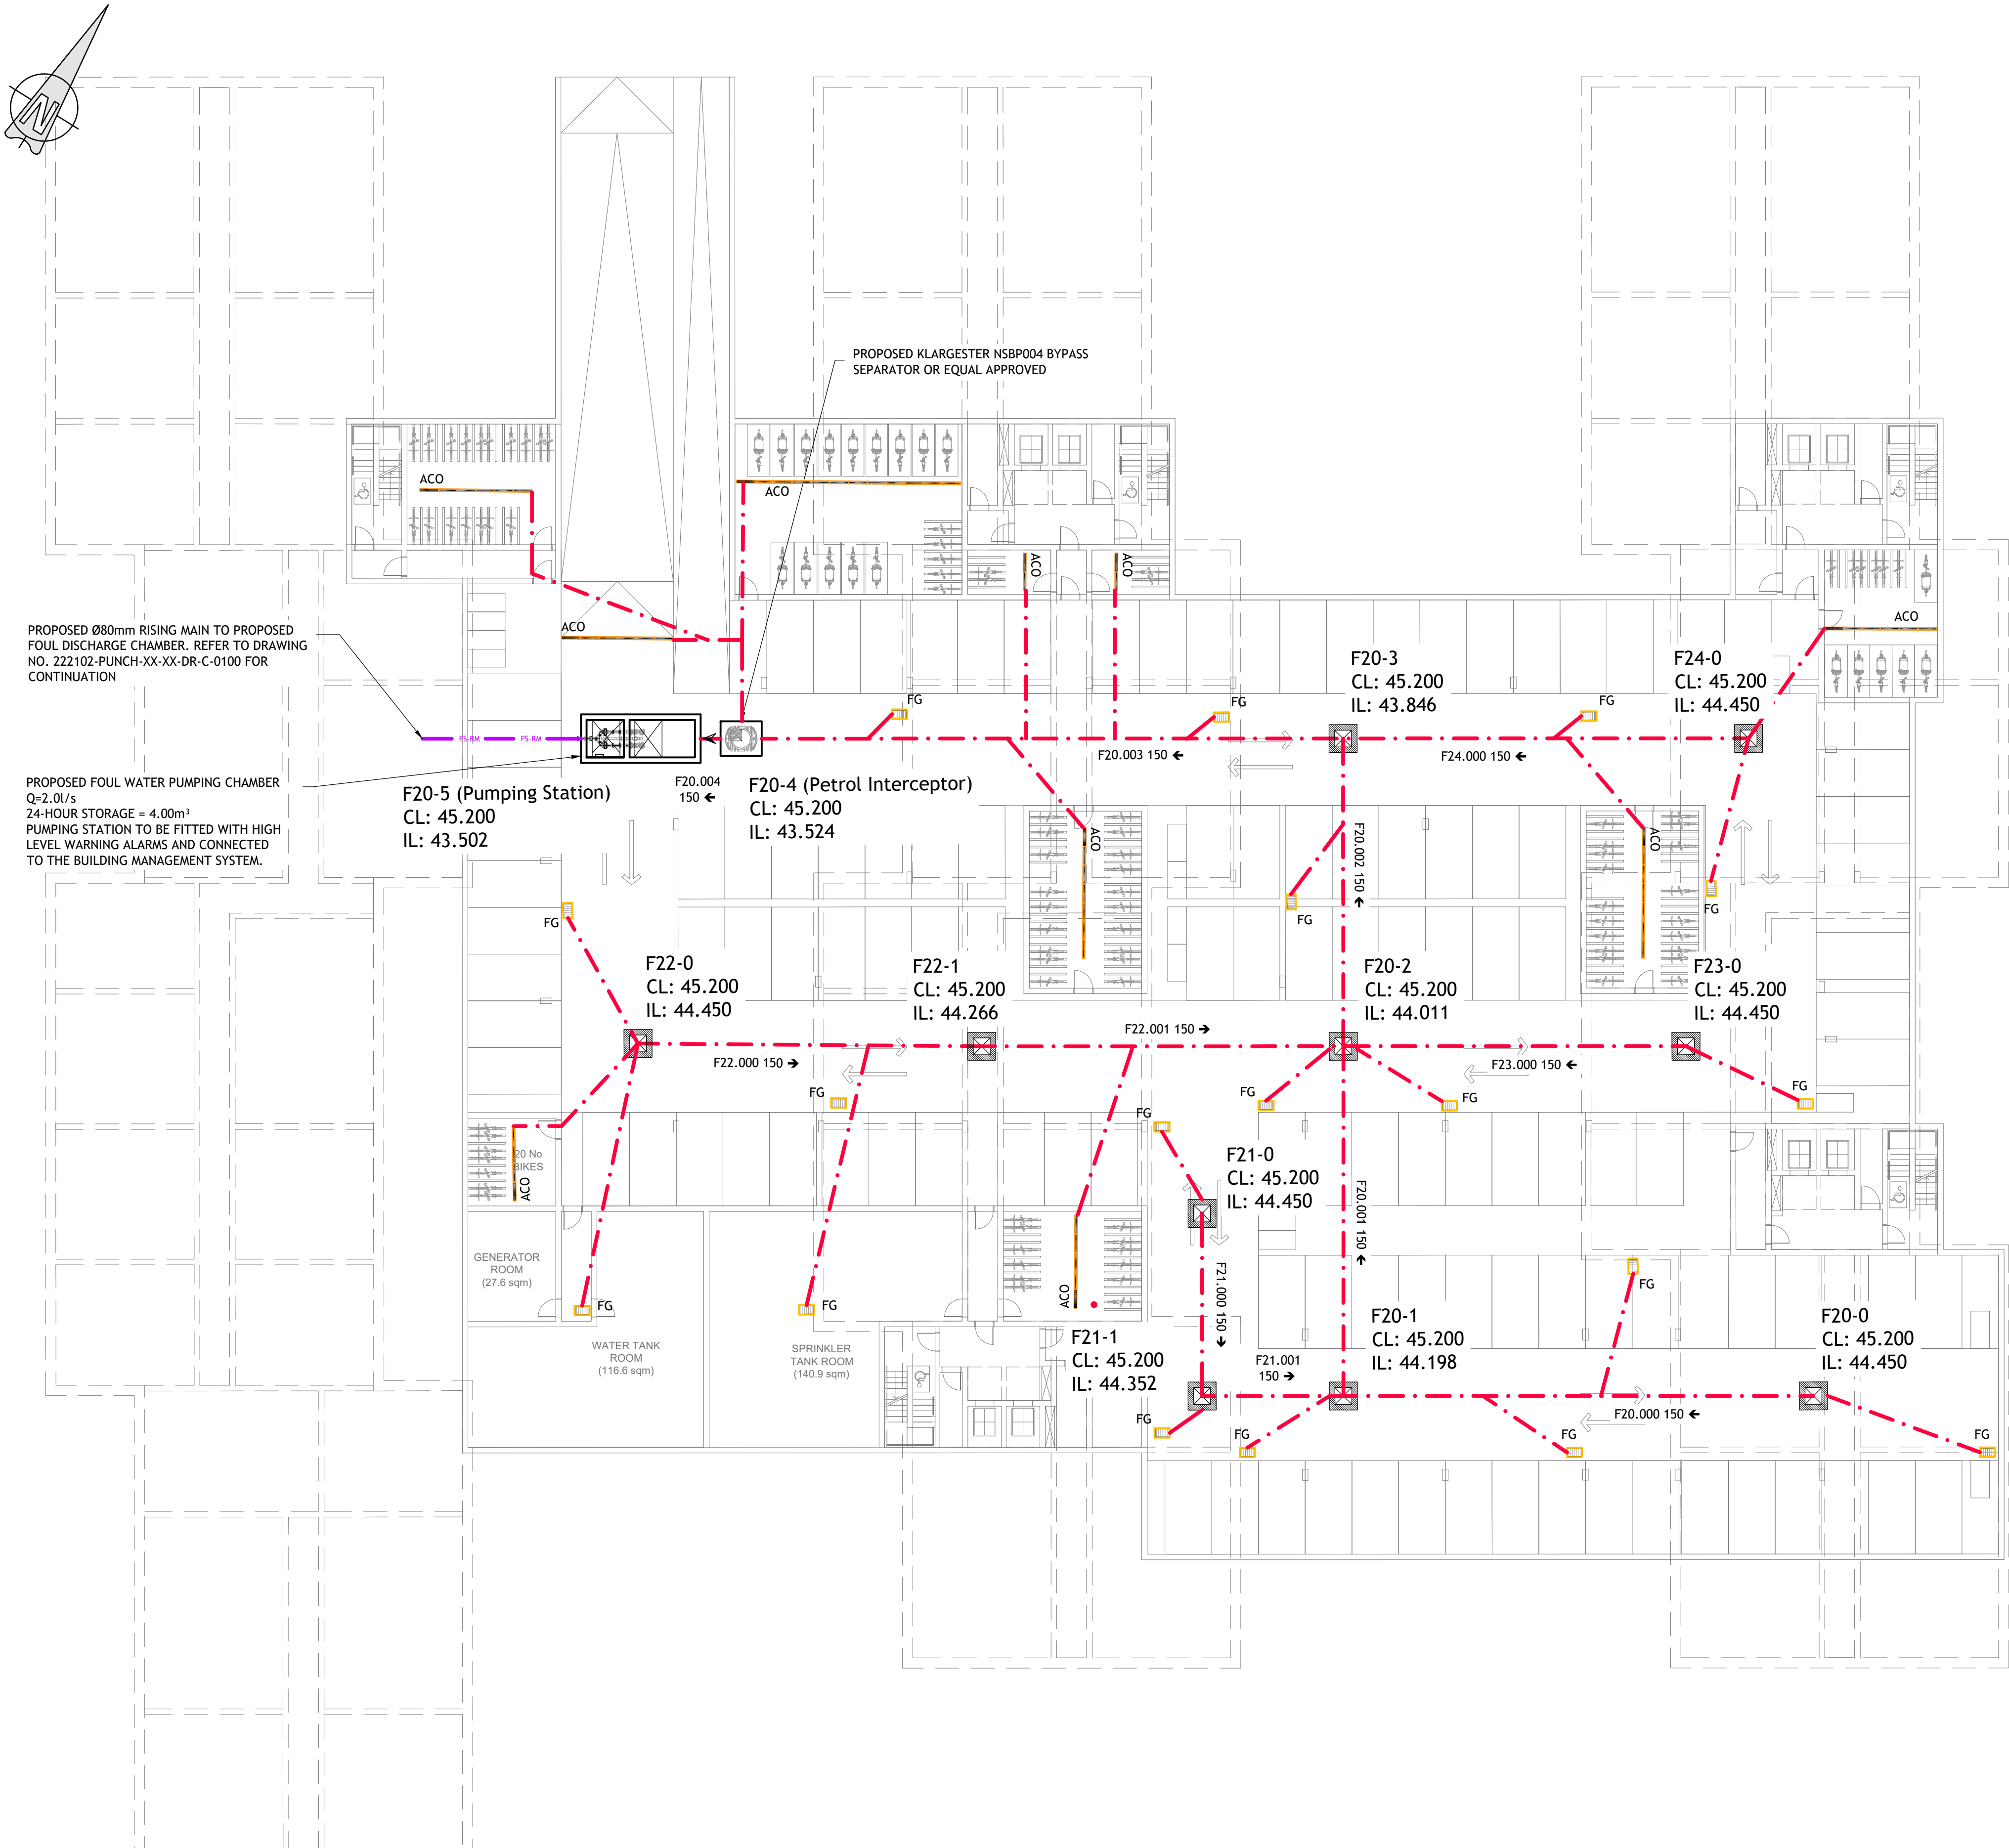 N
PROPOSED KLARGESTER NSBP004 BYPASS
SEPARATOR OR EQUAL APPROVED
ACO
ACO
ACO
ACO
ACO
ACO
PROPOSED Ø80mm RISING MAIN TO PROPOSED
FOUL DISCHARGE CHAMBER. REFER TO DRAWING
NO. 222102-PUNCH-XX-XX-DR-C-0100 FOR
CONTINUATION
F20-3
CL: 45.200
IL: 43.846
F24-0
CL: 45.200
IL: 44.450
FG
FG
FG
FS-RM
FS-RM
F20.003 150 ←
F24.000 150 ←
PROPOSED FOUL WATER PUMPING CHAMBER
Q=2.0l/s
24-HOUR STORAGE = 4.00m³
PUMPING STATION TO BE FITTED WITH HIGH
LEVEL WARNING ALARMS AND CONNECTED
TO THE BUILDING MANAGEMENT SYSTEM.
F20-5 (Pumping Station)
CL: 45.200
IL: 43.502
F20.004
150 ←
F20-4 (Petrol Interceptor)
CL: 45.200
IL: 43.524
ACO
F20.002 150 ←
ACO
FG
FG
FG
F22-0
CL: 45.200
IL: 44.450
F22-1
CL: 45.200
IL: 44.266
F20-2
CL: 45.200
IL: 44.011
F23-0
CL: 45.200
IL: 44.450
F22.000 150 →
F22.001 150 →
F23.000 150 ←
FG
FG
FG
FG
FG
20 No
BIKES
ACO
F21-0
CL: 45.200
IL: 44.450
F20.001 150 ←
F21.000 150 →
GENERATOR
ROOM
(27.6 sqm)
FG
FG
ACO
FG
WATER TANK
ROOM
(116.6 sqm)
SPRINKLER
TANK ROOM
(140.9 sqm)
F21-1
CL: 45.200
IL: 44.352
F21.001
150 →
F20-1
CL: 45.200
IL: 44.198
F20-0
CL: 45.200
IL: 44.450
F20.000 150 ←
FG
FG
FG
FG